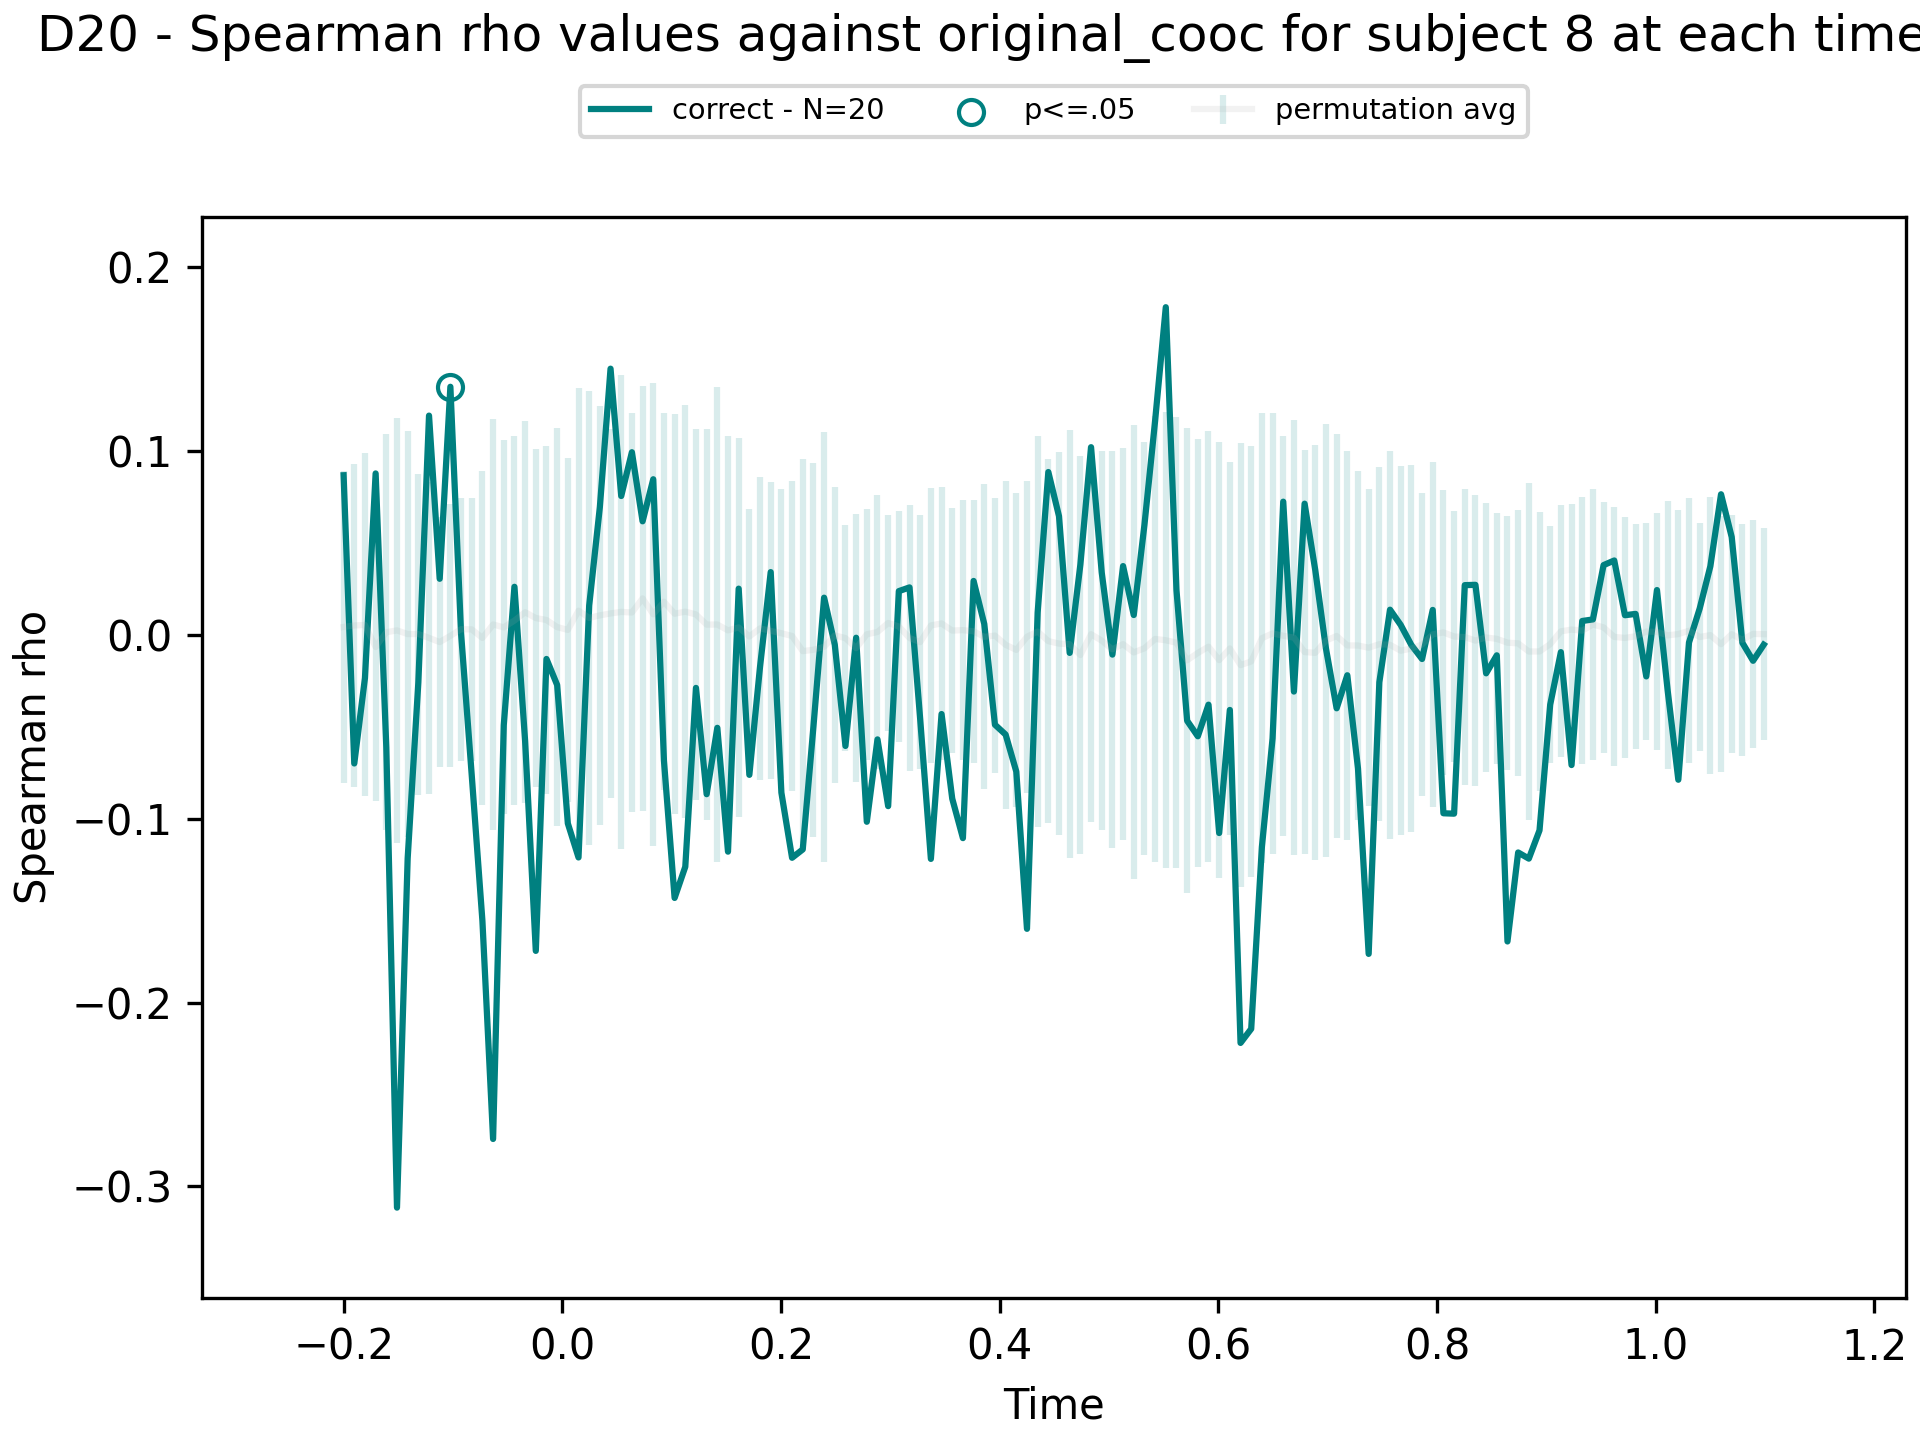 D20 - Spearman rho values against original_cooc for subject 8 at each time
correct - N=20
p<=.05
permutation avg
0.2
0.1
0.0
−0.1
−0.2
−0.3
Spearman rho
−0.2
0.0
0.2
0.4
0.6
0.8
1.0
1.2
Time